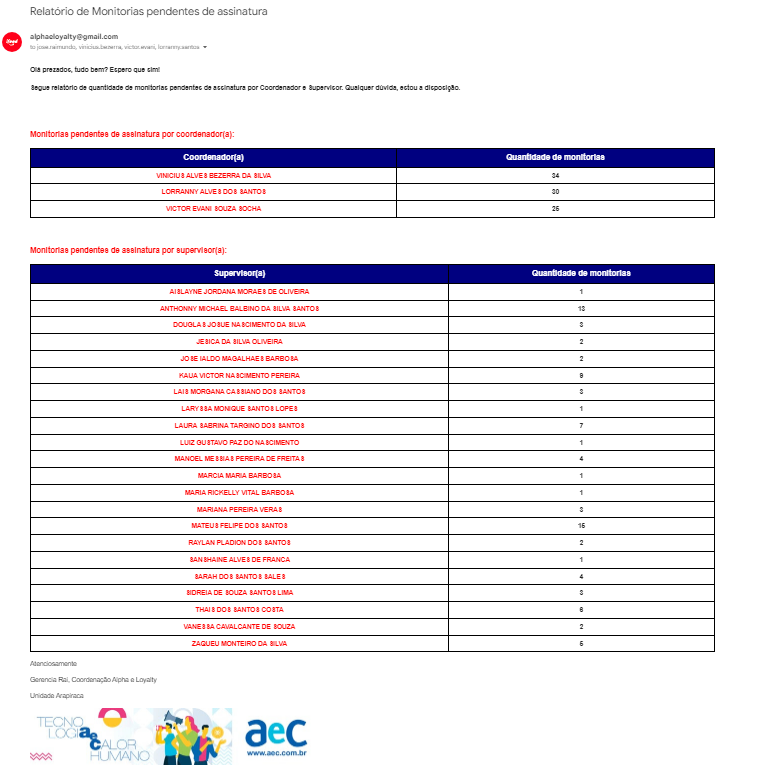 Relatório de Monitorias pendentes de assinatura
alphaeloyalty@gmail.com
to jose.raimundo, vinicius.bezerra, victor.evani, lorranny.santos
Olá prezados, tudo bem? Espero que sim!
Segue relatório de quantidade de monitorias pendentes de assinatura por Coordenador e Supervisor. Qualquer dúvida, estou a disposição.
Monitorias pendentes de assinatura por coordenador(a):
Coordenador(a) Quantidade de monitorias
VINICIUS ALVES BEZERRA DA SILVA 34
LORRANNY ALVES DOS SANTOS 30
VICTOR EVANI SOUZA SOCHA
Monitorias pendentes de assinatura por supervisor(a):
Supervisor(a) Quantidade de monitorias
AISLAYNE JORDANA MORAES DE OLIVEIRA 1
ANTHONNY MICHAEL BALBINO DA SILVA SANTOS 13
DOUGLAS JOSUE NASCIMENTO DA SILVA 3
JESICA DA SILVA OLIVEIRA 2
JOSE IALDO MAGALHAES BARBOSA 2
KAUA VICTOR NASCIMENTO PEREIRA
LAIS MORGANA CASSIANO DOS SANTOS 3
LARYSSA MONIQUE SANTOS LOPES 1
LAURA SABRINA TARGINO DOS SANTOS 7
LUIZ GUSTAVO PAZ DO NASCIMENTO 1
MANOEL MESSIAS PEREIRA DE FREITAS 4
MARCIA MARIA BARBOSA 1
MARIA RICKELLY VITAL BARBOSA 1
MARIANA PEREIRA VERAS 3
MATEUS FELIPE DOS SANTOS
RAYLAN PLADION DOS SANTOS 2
SANSHAINE ALVES DE FRANCA 1
SARAH DOS SANTOS SALES 4
SIDREIA DE SOUZA SANTOS LIMA 3
THAIS DOS SANTOS COSTA
VANESSA CAVALCANTE DE SOUZA 2
ZAQUEU MONTEIRO DA SILVA
Atenciosamente
Gerencia Rai, Coordenação Alpha e Loyalty
Unidade Arapiraca
TECNO
LOGIA
CALOR
HUMANO
aec
aec
www.aec.com.br